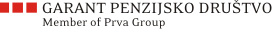 GARANT PENZIJSKO DRUŠTVO
Member of Prva Group